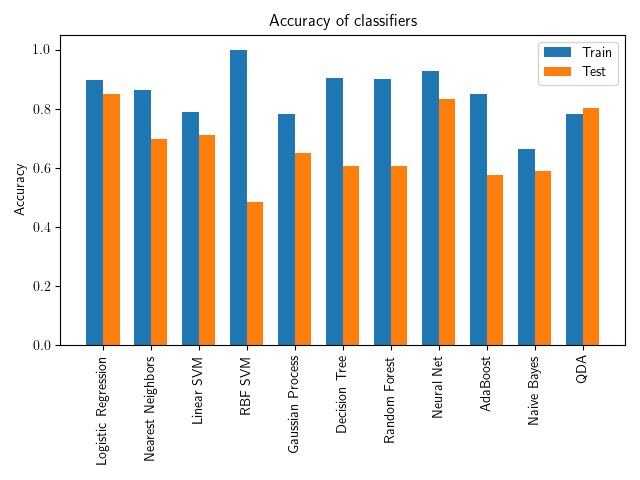 Accuracy of classifiers
Accuracy
1.0
0.8
0.6
0.4
0.2
0.0
Train
Test
Logistic Regression
Nearest Neighbors
Linear SVM
RBF SVM
Gaussian Process
Decision Tree
Random Forest
Neural Net
AdaBoost
Naive Bayes
QDA